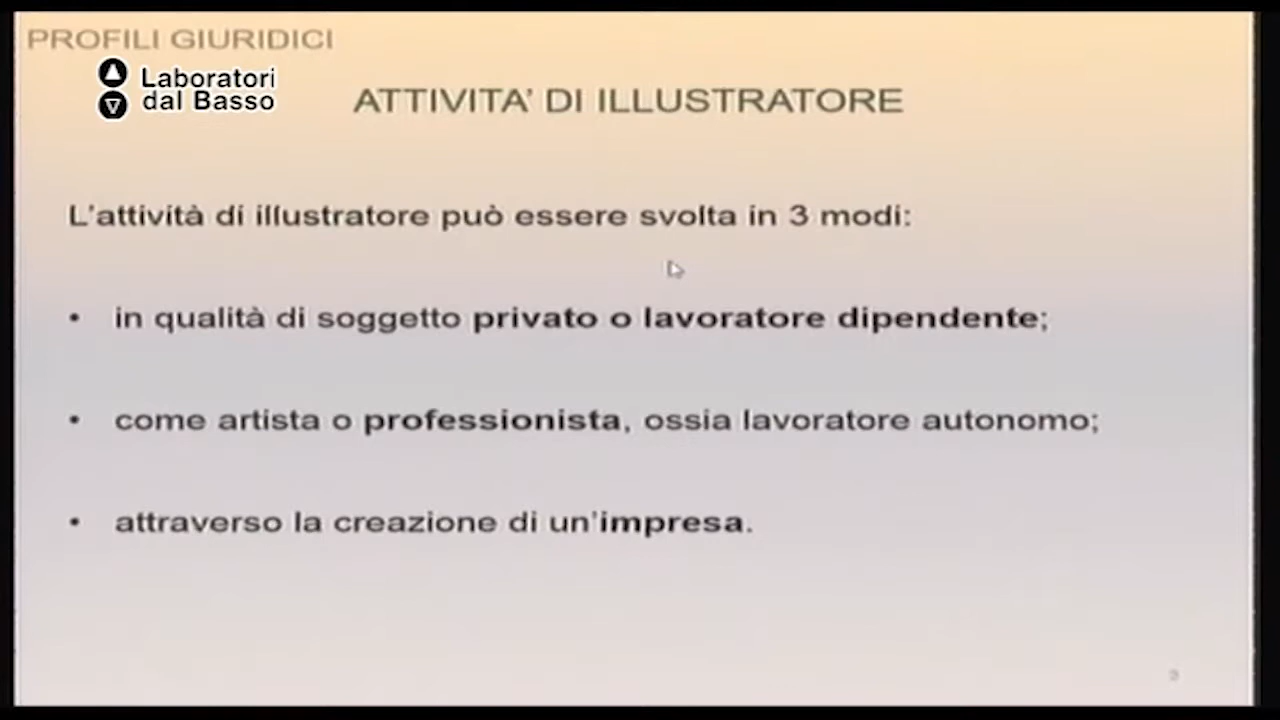 PROFILI GIURIDICI
Laboratori
dal Basso
ATTIVITA' DI ILLUSTRATORE
L'attività di illustratore può essere svolta in 3 modi:
• in qualità di soggetto privato o lavoratore dipendente;
• come artista o professionista, ossia lavoratore autonomo;
• attraverso la creazione di un'impresa.